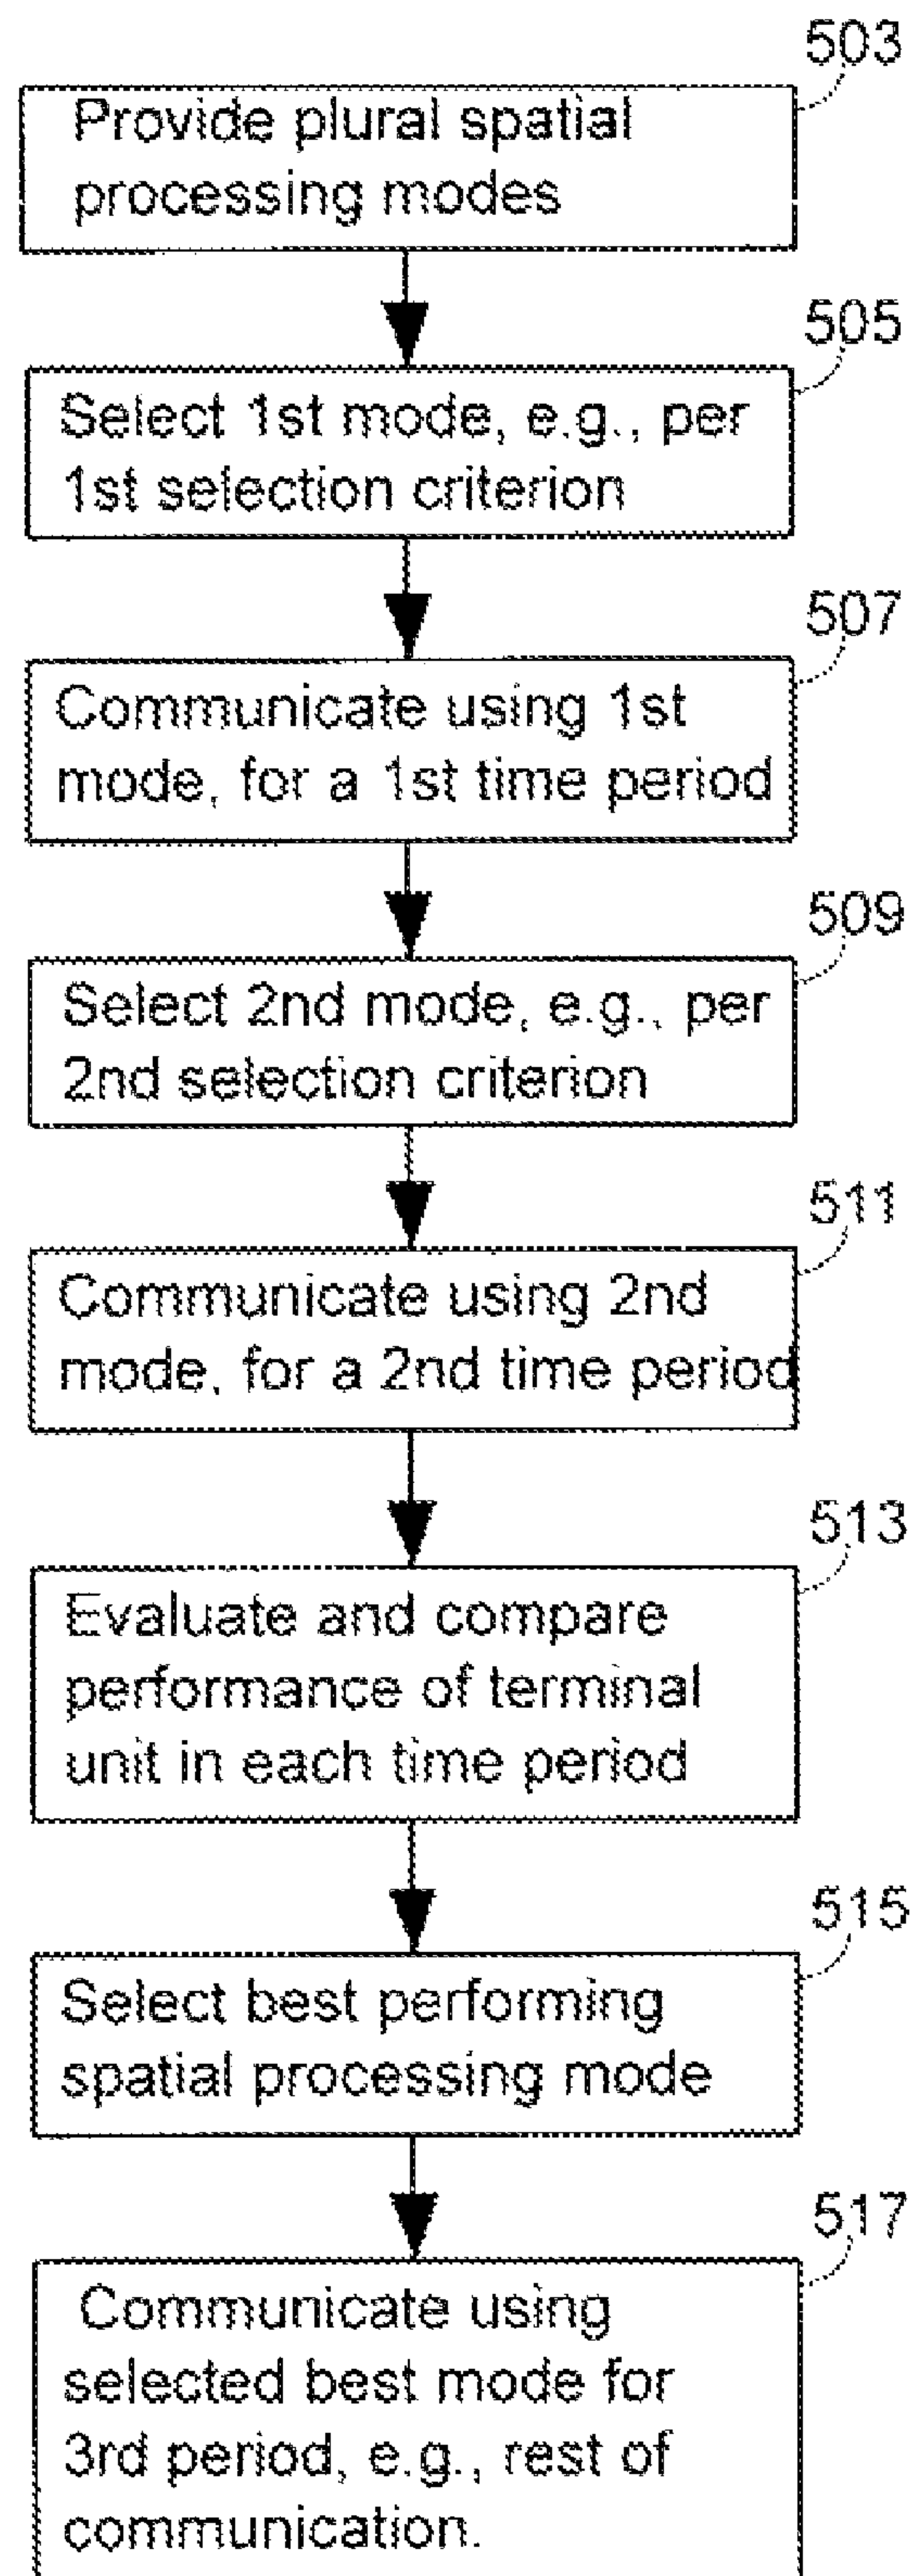 503
Provide plural spatial
processing modes
505
Select 1st mode, e.g., per
1st selection criterion
507
Communicate using 1st
mode, for a 1st time period
509
Select 2nd mode, e.g., per
2nd selection criterion
511
Communicate using 2nd
mode, for a 2nd time period
513
Evaluate and compare
performance of terminal
unit in each time period
515
Select best performing
spatial processing mode
517
Communicate using
selected best mode for
3rd period, e.g., rest of
communication.